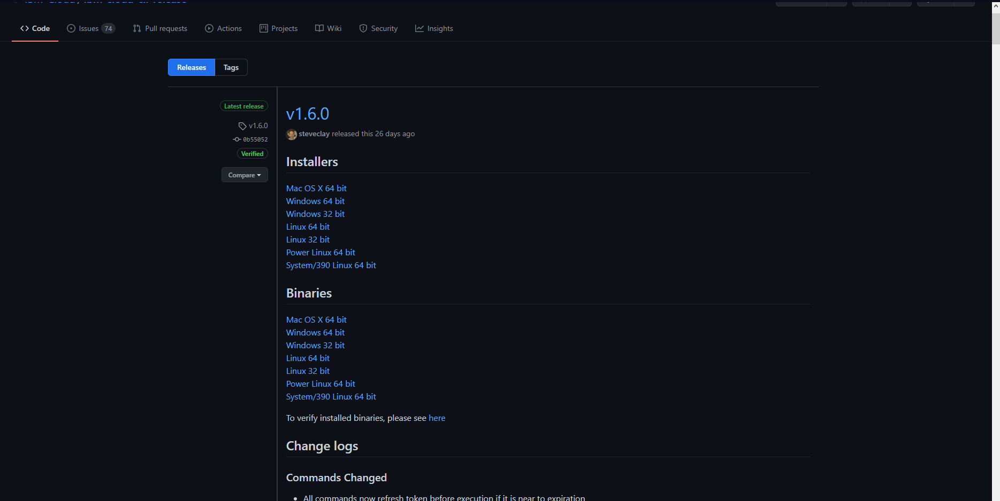 Code
Issues 74
Pull requests
Actions
Projects
Wiki
Security
Insights
Releases
Tags
Latest release
v1.6.0
0b55052
Verified
Compare
v1.6.0
steveclay released this 26 days ago
Installers
Mac OS X 64 bit
Windows 64 bit
Windows 32 bit
Linux 64 bit
Linux 32 bit
Power Linux 64 bit
System/390 Linux 64 bit
Binaries
Mac OS X 64 bit
Windows 64 bit
Windows 32 bit
Linux 64 bit
Linux 32 bit
Power Linux 64 bit
System/390 Linux 64 bit
To verify installed binaries, please see here
Change logs
Commands Changed
All commands now refresh token before execution if it is near to expiration